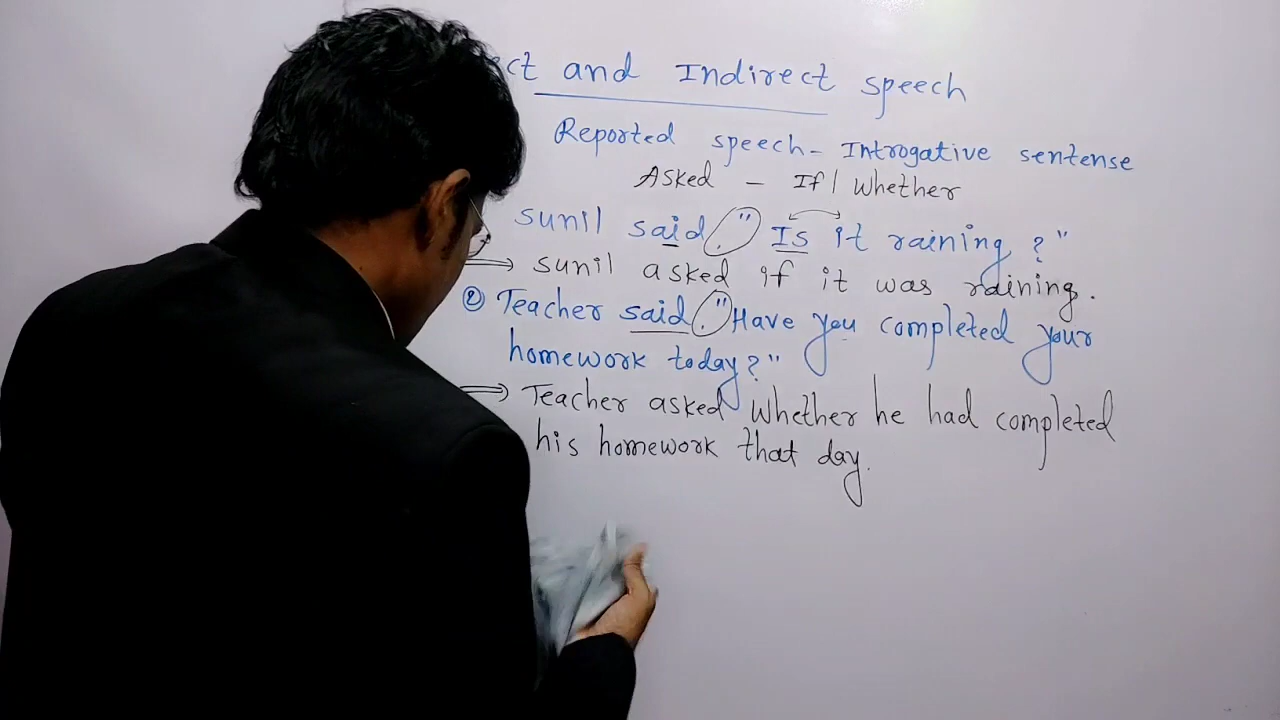 and Indirect speech
Reported speech - Introgative sentense
Asked - If / Whether
sunil said, " Is it raining ? "
⇒ sunil asked if it was raining.
② Teacher said, " Have you completed your
homework today ? "
⇒ Teacher asked whether he had completed
his homework that day.